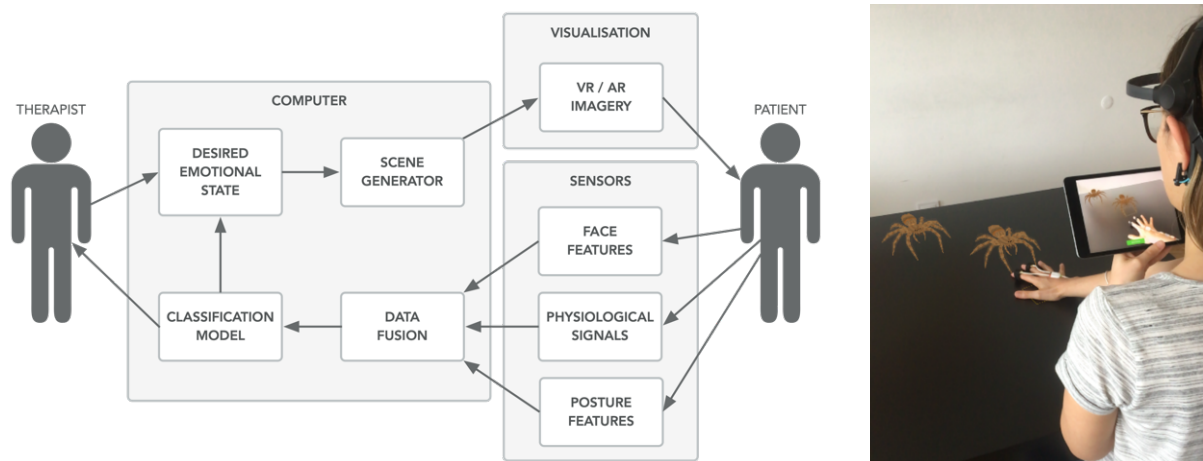 VISUALISATION
VR / AR
IMAGERY
COMPUTER
THERAPIST
PATIENT
DESIRED
EMOTIONAL
STATE
SCENE
GENERATOR
SENSORS
FACE
FEATURES
CLASSIFICATION
MODEL
DATA
FUSION
PHYSIOLOGICAL
SIGNALS
POSTURE
FEATURES